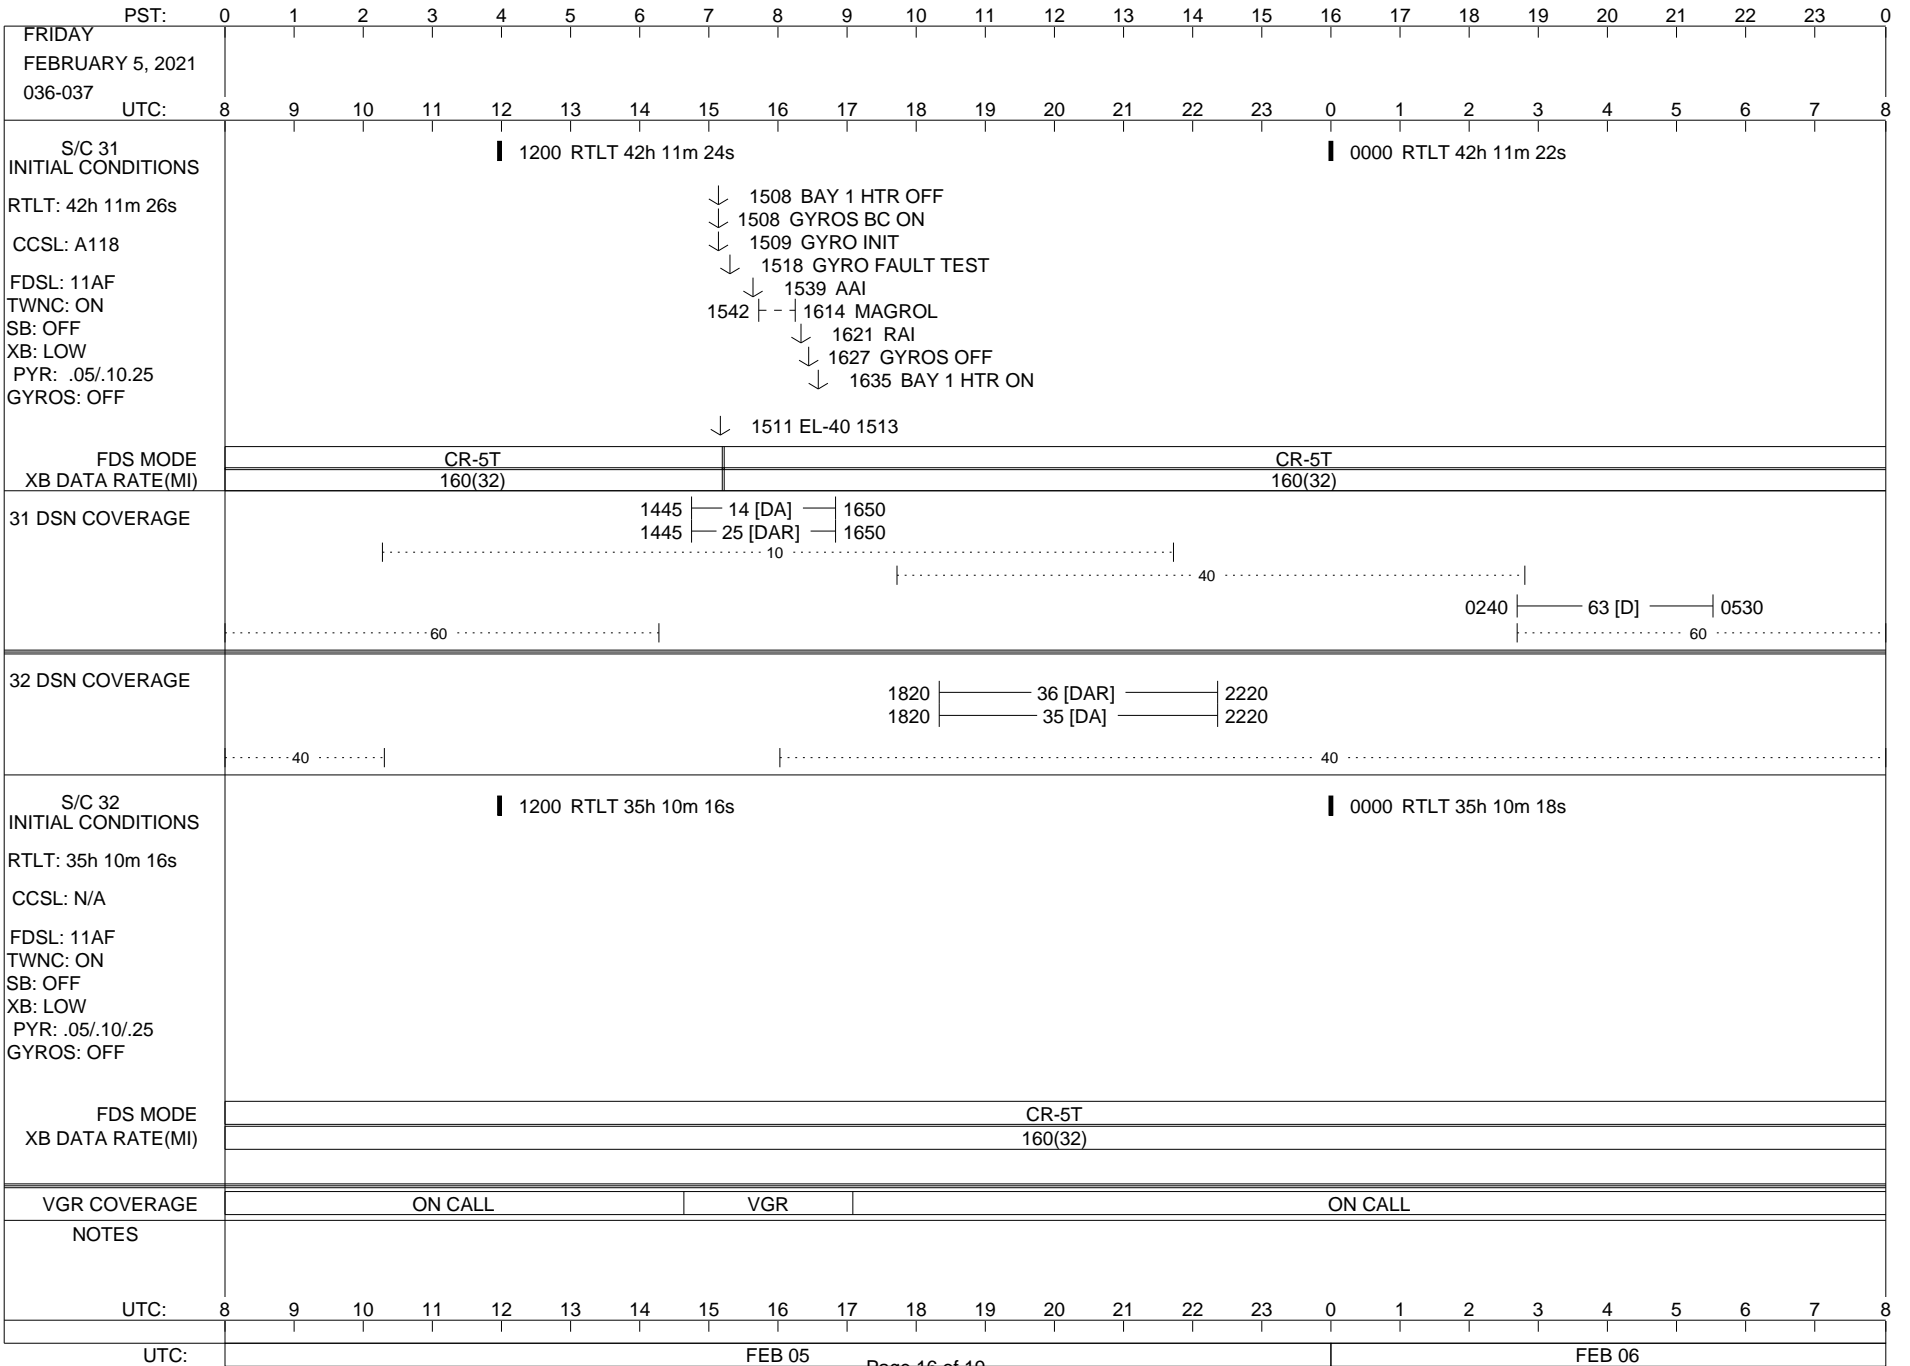 PST: 0 1 2 3 4 5 6 7 8 9 10 11 12 13 14 15 16 17 18 19 20 21 22 23 0
FRIDAY
FEBRUARY 5, 2021
036-037
UTC: 8 9 10 11 12 13 14 15 16 17 18 19 20 21 22 23 0 1 2 3 4 5 6 7 8
S/C 31
INITIAL CONDITIONS
RTLT: 42h 11m 26s
CCSL: A118
FDSL: 11AF
TWNC: ON
SB: OFF
XB: LOW
PYR: .05/.10.25
GYROS: OFF
1200 RTLT 42h 11m 24s
0000 RTLT 42h 11m 22s
1508 BAY 1 HTR OFF
1508 GYROS BC ON
1509 GYRO INIT
1518 GYRO FAULT TEST
1539 AAI
1542 1614 MAGROL
1621 RAI
1627 GYROS OFF
1635 BAY 1 HTR ON
1511 EL-40 1513
FDS MODE CR-5T CR-5T
XB DATA RATE(MI) 160(32) 160(32)
31 DSN COVERAGE
1445 14 [DA] 1650
1445 25 [DAR] 1650
10
40
0240 63 [D] 0530
60 60
32 DSN COVERAGE
1820 36 [DAR] 2220
1820 35 [DA] 2220
40 40
S/C 32
INITIAL CONDITIONS
RTLT: 35h 10m 16s
CCSL: N/A
FDSL: 11AF
TWNC: ON
SB: OFF
XB: LOW
PYR: .05/.10/.25
GYROS: OFF
1200 RTLT 35h 10m 16s
0000 RTLT 35h 10m 18s
FDS MODE CR-5T
XB DATA RATE(MI) 160(32)
VGR COVERAGE ON CALL VGR ON CALL
NOTES
UTC: 8 9 10 11 12 13 14 15 16 17 18 19 20 21 22 23 0 1 2 3 4 5 6 7 8
UTC: FEB 05 FEB 06
Page 16 of 19